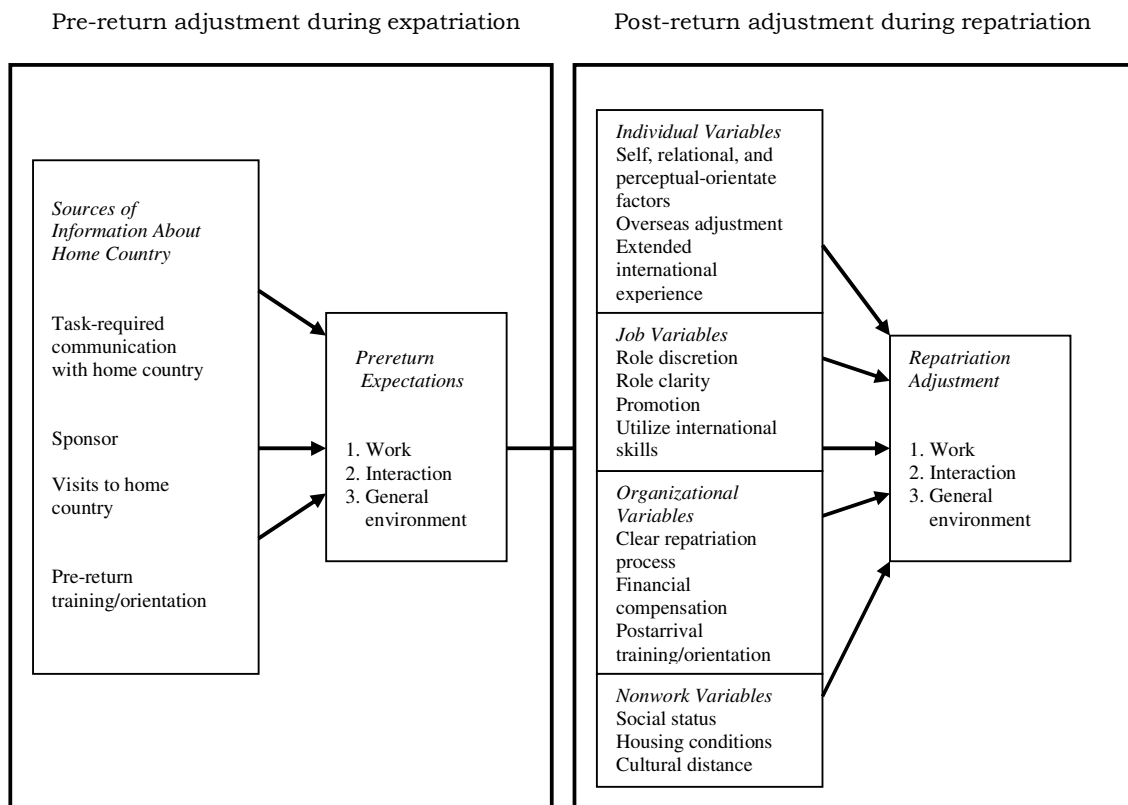 Pre-return adjustment during expatriation
Post-return adjustment during repatriation
Sources of
Information About
Home Country
Task-required
communication
with home country
Sponsor
Visits to home
country
Pre-return
training/orientation
Prereturn
Expectations
1. Work
2. Interaction
3. General
environment
Individual Variables
Self, relational, and
perceptual-orientate
factors
Overseas adjustment
Extended
international
experience
Job Variables
Role discretion
Role clarity
Promotion
Utilize international
skills
Organizational
Variables
Clear repatriation
process
Financial
compensation
Postarrival
training/orientation
Nonwork Variables
Social status
Housing conditions
Cultural distance
Repatriation
Adjustment
1. Work
2. Interaction
3. General
environment